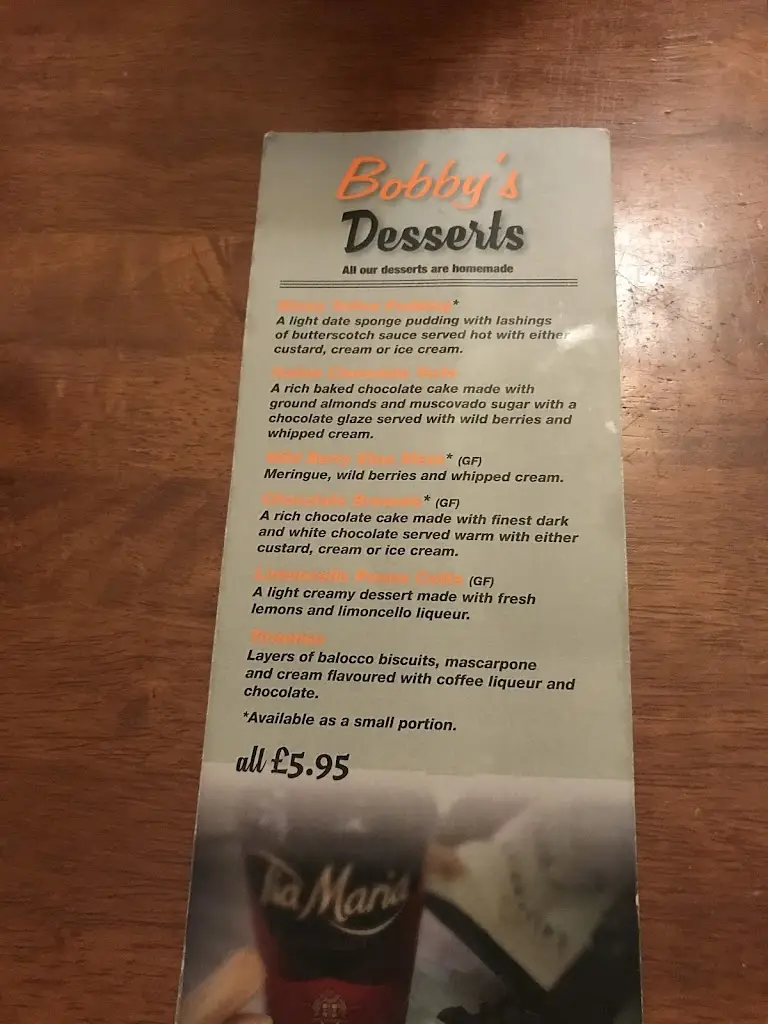 Bobby's
Desserts
All our desserts are homemade
Sticky Toffee Pudding*
A light date sponge pudding with lashings
of butterscotch sauce served hot with either
custard, cream or ice cream.
Chocolate
A rich baked chocolate cake made with
ground almonds and muscovado sugar with a
chocolate glaze served with wild berries and
whipped cream.
Wild Berry Eton Mess* (GF)
Meringue, wild berries and whipped cream.
Chocolate Brownie* (GF)
A rich chocolate cake made with finest dark
and white chocolate served warm with either
custard, cream or ice cream.
Limoncello Panna Cotta (GF)
A light creamy dessert made with fresh
lemons and limoncello liqueur.
Layers of balocco biscuits, mascarpone
and cream flavoured with coffee liqueur and
chocolate.
*Available as a small portion.
all £5.95
Tia Maria